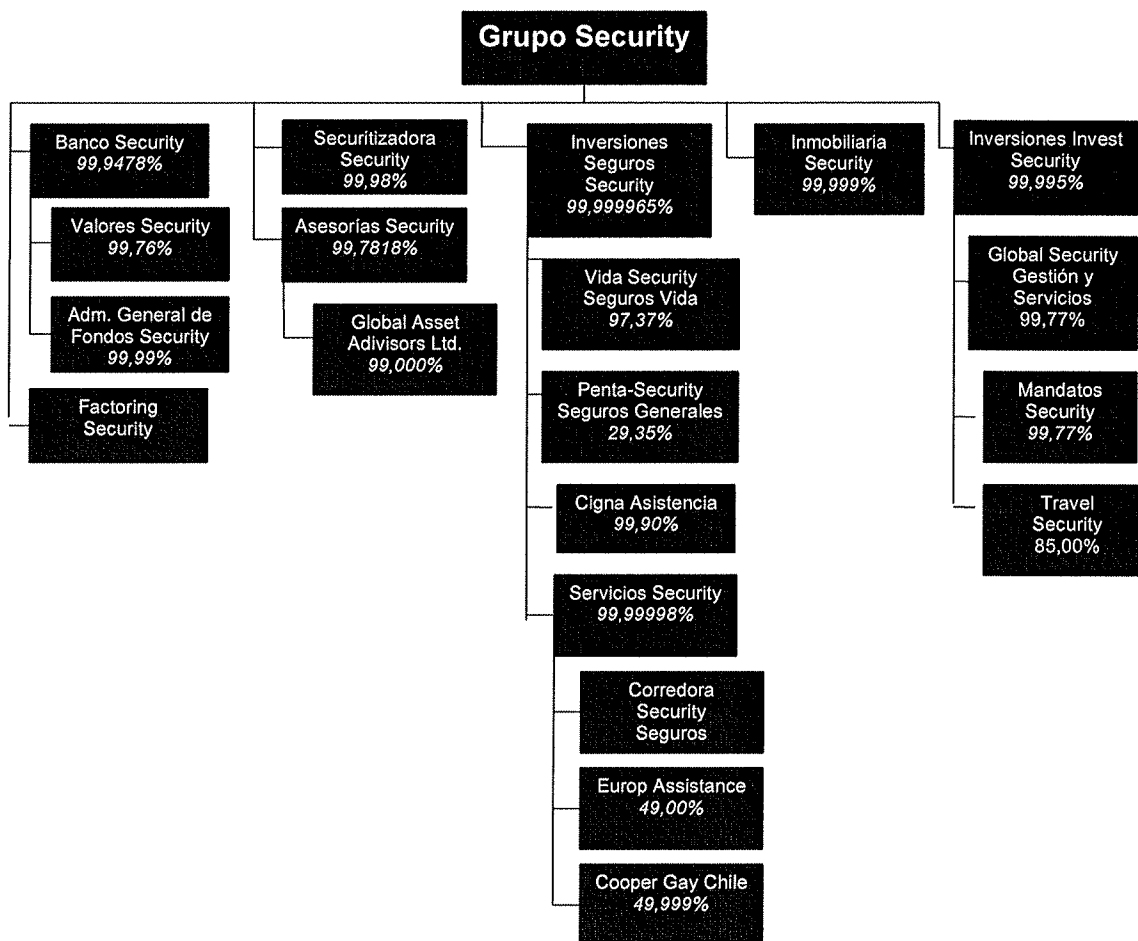 Grupo Security
Banco Security
99,9478%
Valores Security
99,76%
Adm. General de
Fondos Security
99,99%
Factoring
Security
Securitizadora
Security
99,98%
Asesorías Security
99,7818%
Global Asset
Adivisors Ltd.
99,000%
Inversiones
Seguros
Security
99,999965%
Vida Security
Seguros Vida
97,37%
Penta-Security
Seguros Generales
29,35%
Cigna Asistencia
99,90%
Servicios Security
99,99998%
Corredora
Security
Seguros
Europ Assistance
49,00%
Cooper Gay Chile
49,999%
Inmobiliaria
Security
99,999%
Inversiones Invest
Security
99,995%
Global Security
Gestión y
Servicios
99,77%
Mandatos
Security
99,77%
Travel
Security
85,00%